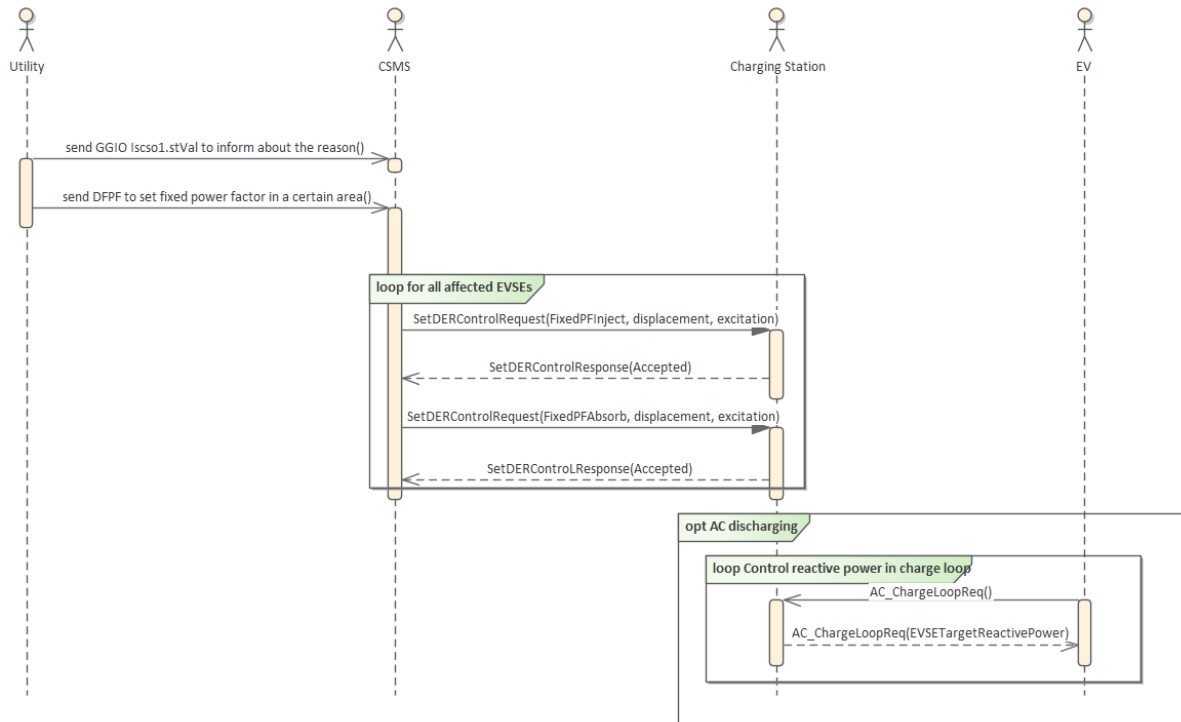 Utility
CSMS
Charging Station
EV
send GGIO Iscso1.stVal to inform about the reason()
send DFPF to set fixed power factor in a certain area()
loop for all affected EVSEs
SetDERControlRequest(FixedPFInject, displacement, excitation)
SetDERControlResponse(Accepted)
SetDERControlRequest(FixedPFAbsorb, displacement, excitation)
SetDERControLResponse(Accepted)
opt AC discharging
loop Control reactive power in charge loop
AC_ChargeLoopReq()
AC_ChargeLoopReq(EVSETargetReactivePower)